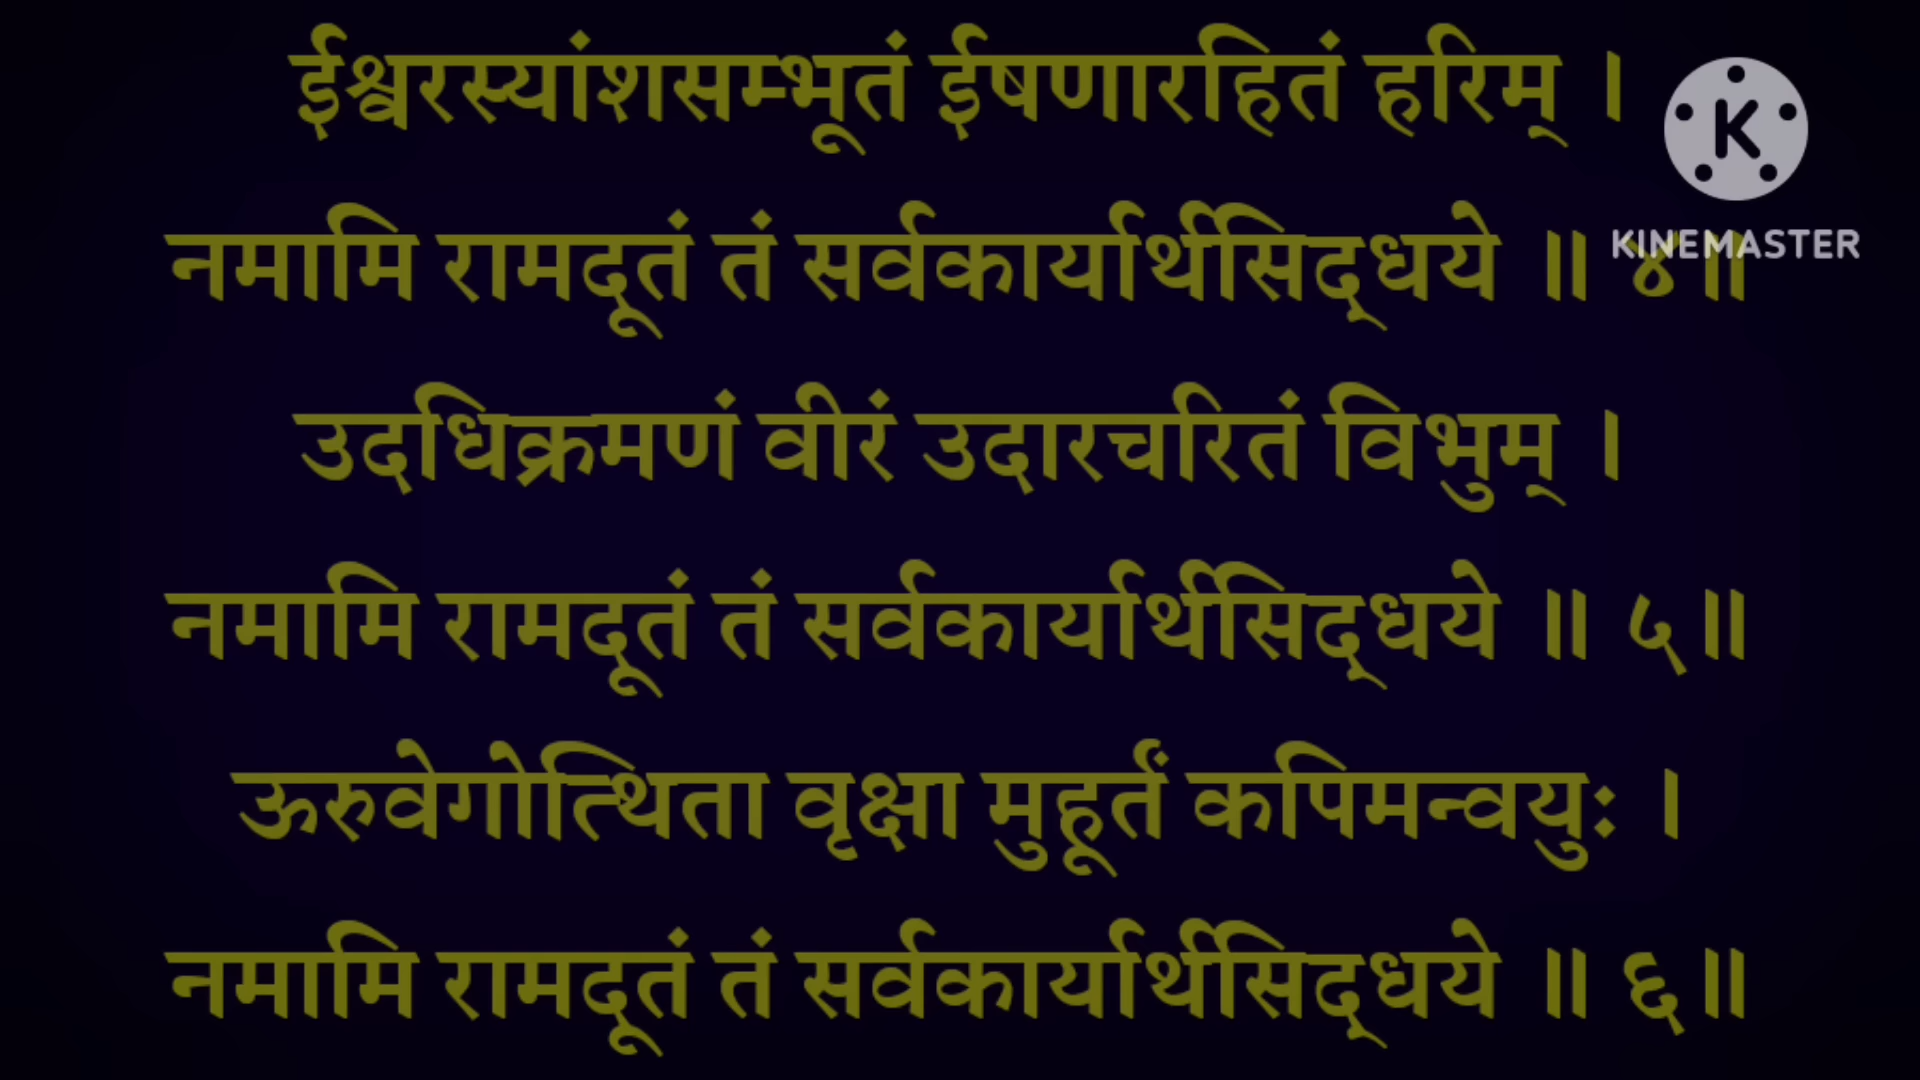 ईश्वरस्यांशसम्भूतं ईषणारहितं हरिम् ।
नमामि रामदूतं तं सर्वकार्यार्थसिद्धये ॥ ४॥
KINEMASTER
उदधिक्रमणं वीरं उदारचरितं विभुम् ।
नमामि रामदूतं तं सर्वकार्यार्थसिद्धये ॥ ५॥
ऊरुवेगोत्थिता वृक्षा मुहूर्तं कपिमन्वयुः ।
नमामि रामदूतं तं सर्वकार्यार्थसिद्धये ॥ ६॥